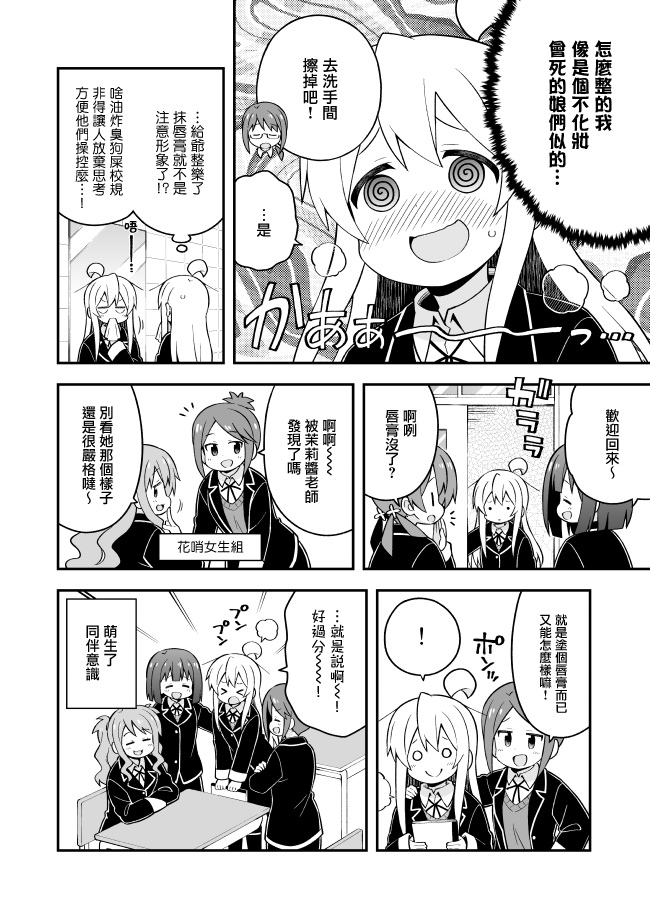 怎麼整的我
像是個不化妝
會死的娘們似的…
去洗手間
擦掉吧！
…是
かあぁ〜〜っ…
…給爺整樂了
抹唇膏就不是
注意形象了!?
啥油炸臭狗屎校規
非得讓人放棄思考
方便他們操控麼…！
唔
……
歡迎回來～
ガララ
啊咧
唇膏沒了？
啊啊〜〜〜
被茉莉醬老師
發現了嗎
別看她那個樣子
還是很嚴格噠～
花哨女生組
就是塗個唇膏而已
又能怎麼樣嘛！
ポン
！
…就是說啊〜！
好過分〜〜〜！
プン
プン
萌生了
同伴意識